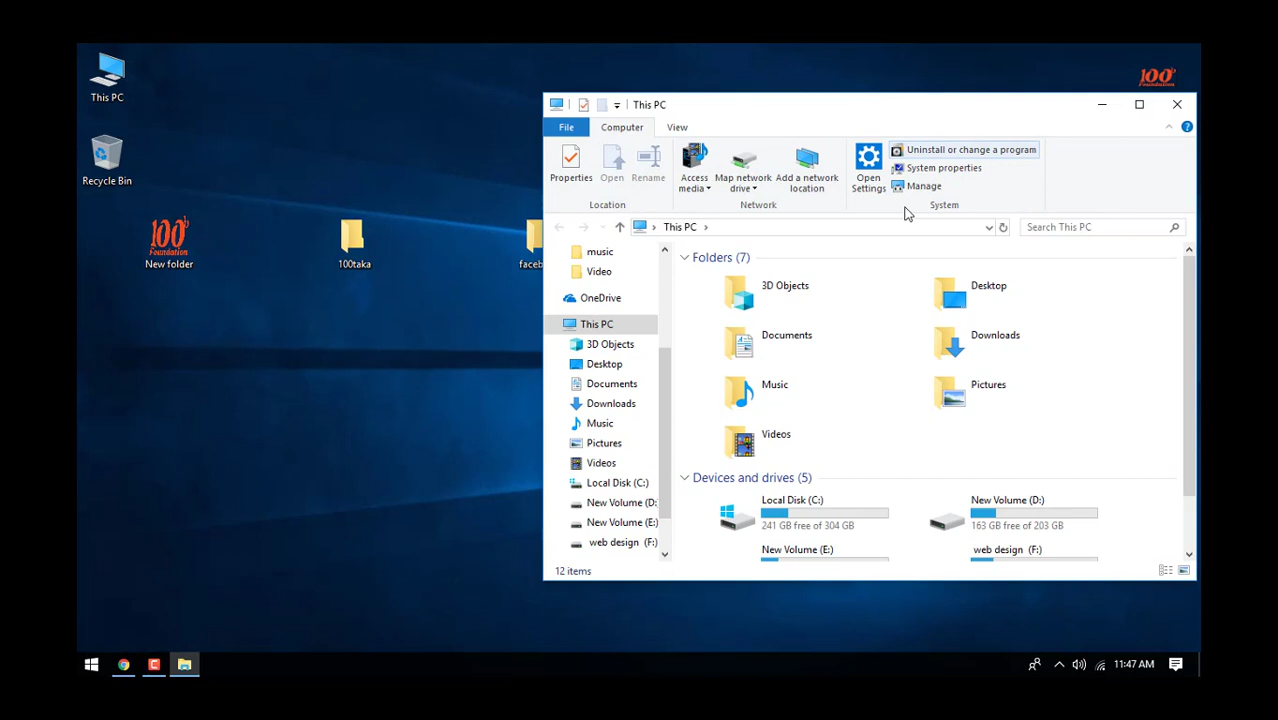 This PC
Recycle Bin
100
Foundation
New folder
100taka
faceb
100
Foundation
This PC
File
Computer
View
Properties
Open
Rename
Location
Access media
Map network drive
Add a network location
Network
Open Settings
Uninstall or change a program
System properties
Manage
System
This PC
Search This PC
music
Video
OneDrive
This PC
3D Objects
Desktop
Documents
Downloads
Music
Pictures
Videos
Local Disk (C:)
New Volume (D:
New Volume (E:)
web design (F:)
Folders (7)
3D Objects
Desktop
Documents
Downloads
Music
Pictures
Videos
Devices and drives (5)
Local Disk (C:)
241 GB free of 304 GB
New Volume (D:)
163 GB free of 203 GB
New Volume (E:)
web design (F:)
12 items
11:47 AM